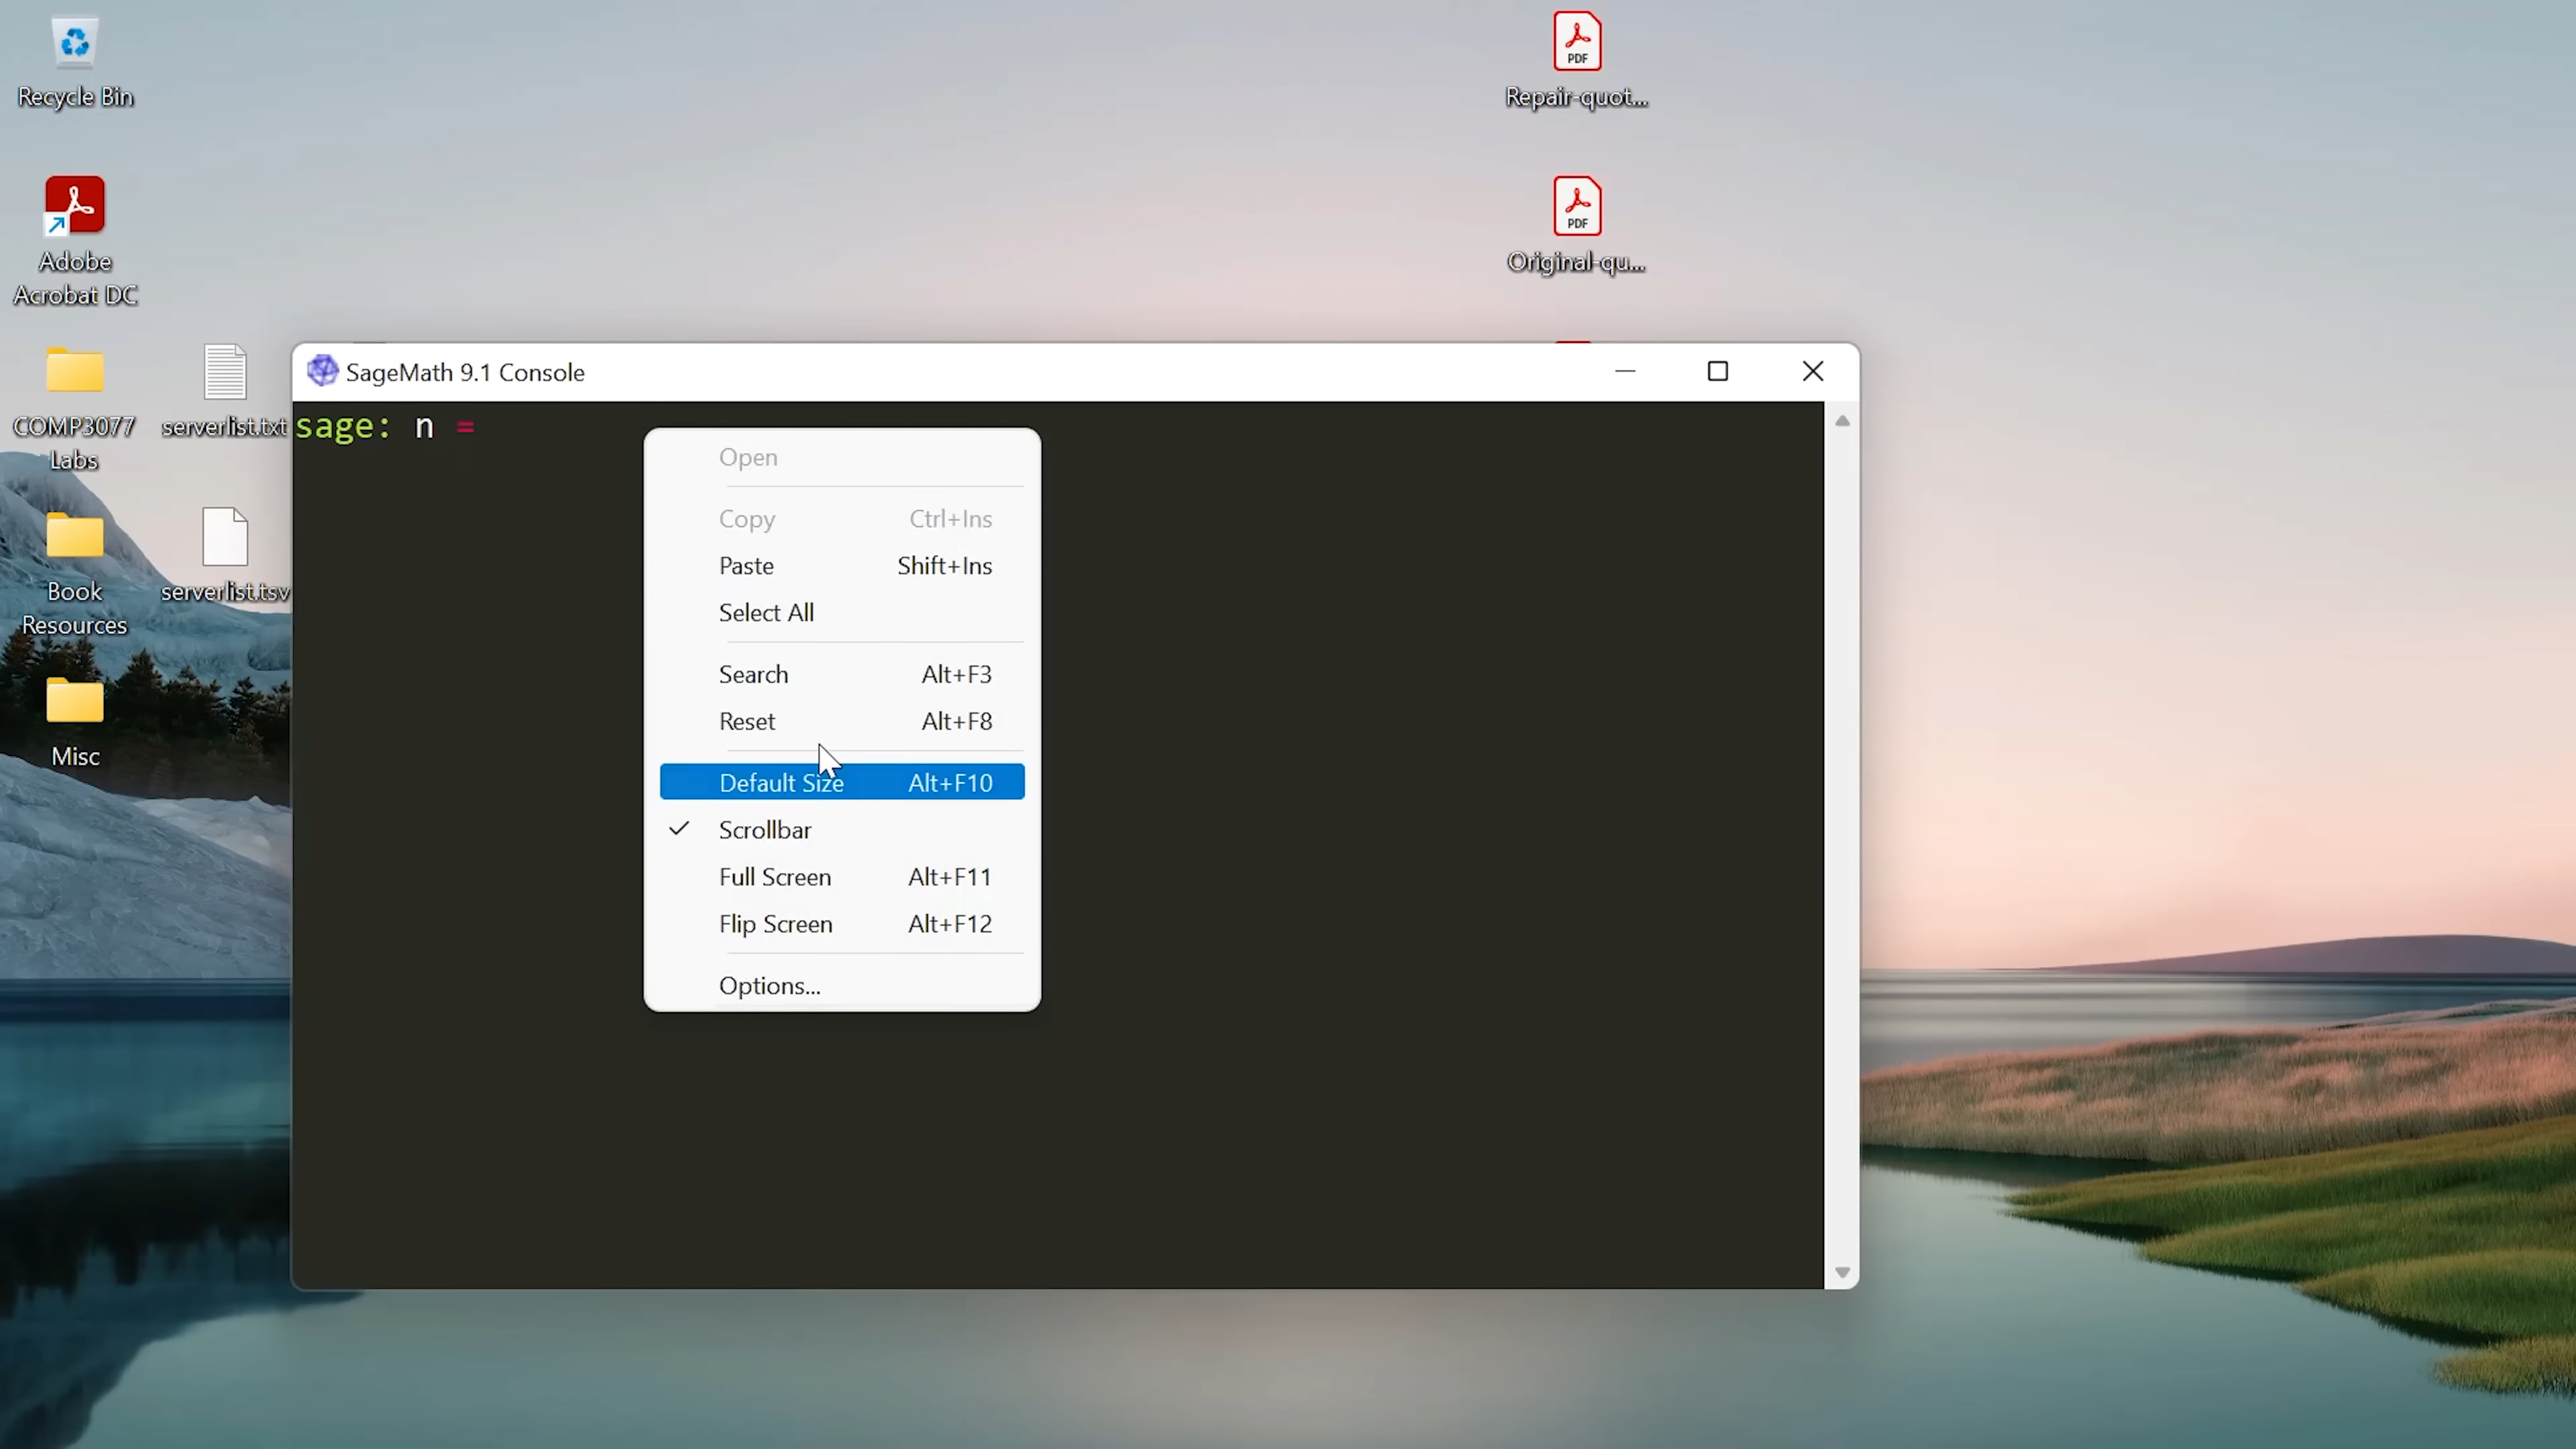 Recycle Bin
Adobe
Acrobat DC
COMP3077
Labs
Book
Resources
Misc
serverlist.txt
serverlist.tsv
PDF
Repair-quot...
PDF
Original-qu...
SageMath 9.1 Console
sage: n =
Open
Copy Ctrl+Ins
Paste Shift+Ins
Select All
Search Alt+F3
Reset Alt+F8
Default Size Alt+F10
Scrollbar
Full Screen Alt+F11
Flip Screen Alt+F12
Options...